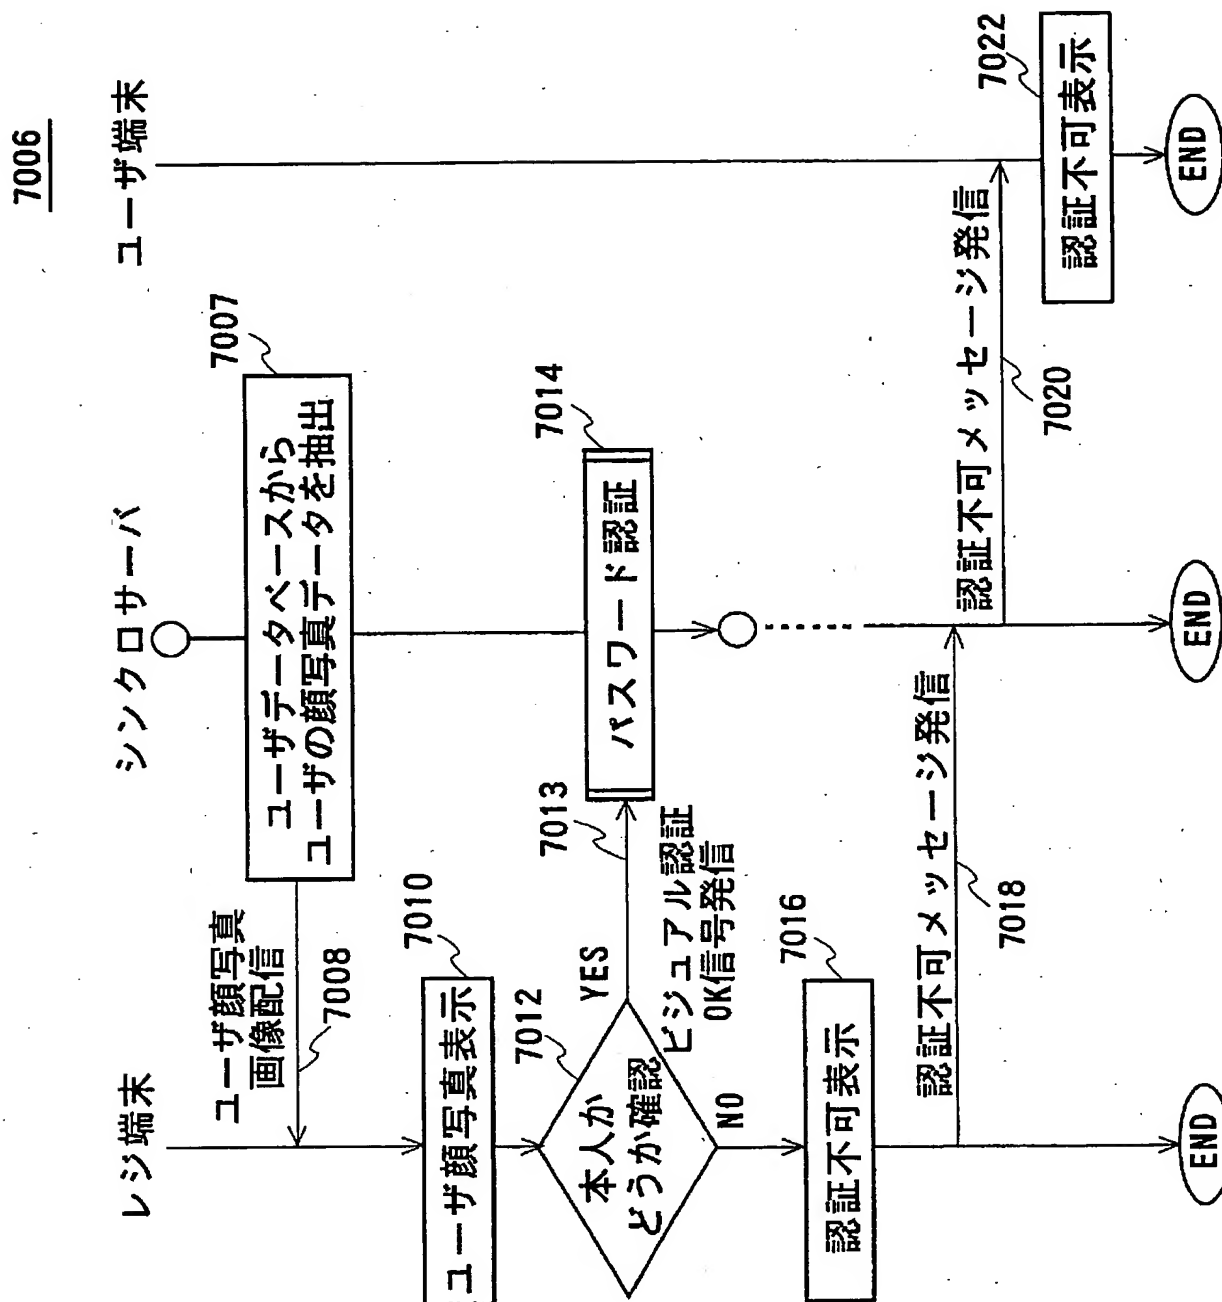 7006
レジ端末
シンクロサーバ
ユーザ端末
7007
ユーザデータベースから
ユーザの顔写真データを抽出
ユーザ顔写真
画像配信
7008
7010
ユーザ顔写真表示
7012
本人か
どうか確認
YES
NO
7013
ビジュアル認証
OK信号発信
7014
パスワード認証
7016
認証不可表示
認証不可メッセージ発信
7018
認証不可メッセージ発信
7020
7022
認証不可表示
END
END
END